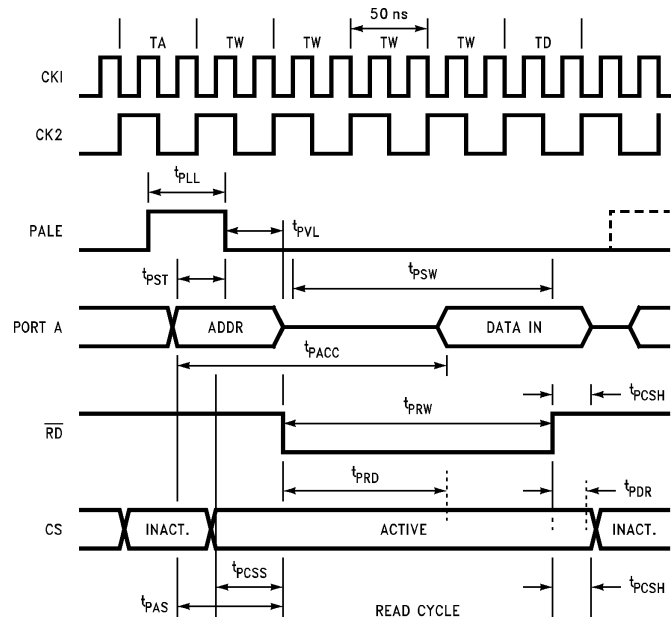 50 ns
TA TW TW TW TW TD
CKI
CK2
tPLL
PALE
tPVL
tPST
tPSW
PORT A
ADDR
DATA IN
tPACC
tPCSH
tPRW
RD
tPRD
tPDR
CS
INACT.
ACTIVE
INACT.
tPCSS
tPCSH
tPAS
READ CYCLE